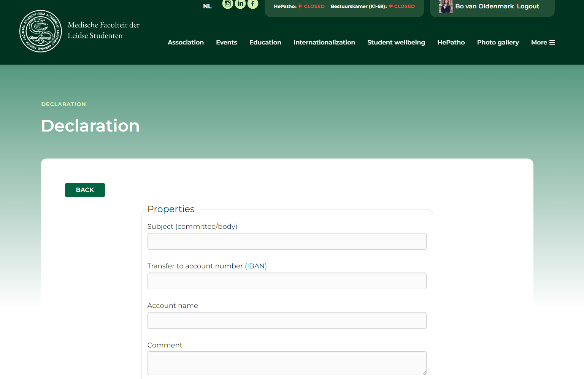 NL
HePatho: CLOSED Bestuurskamer (K1-58): CLOSED
Bo van Oldenmark Logout
Medische Faculteit der
Leidse Studenten
Association Events Education Internationalization Student wellbeing HePatho Photo gallery More
DECLARATION
Declaration
BACK
Properties
Subject (committee/body)
Transfer to account number (IBAN)
Account name
Comment